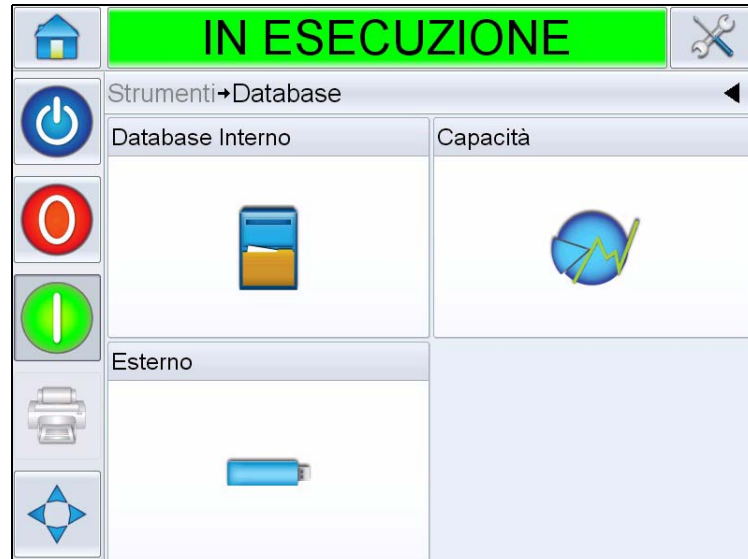 IN ESECUZIONE
Strumenti➔Database
Database Interno
Capacità
Esterno